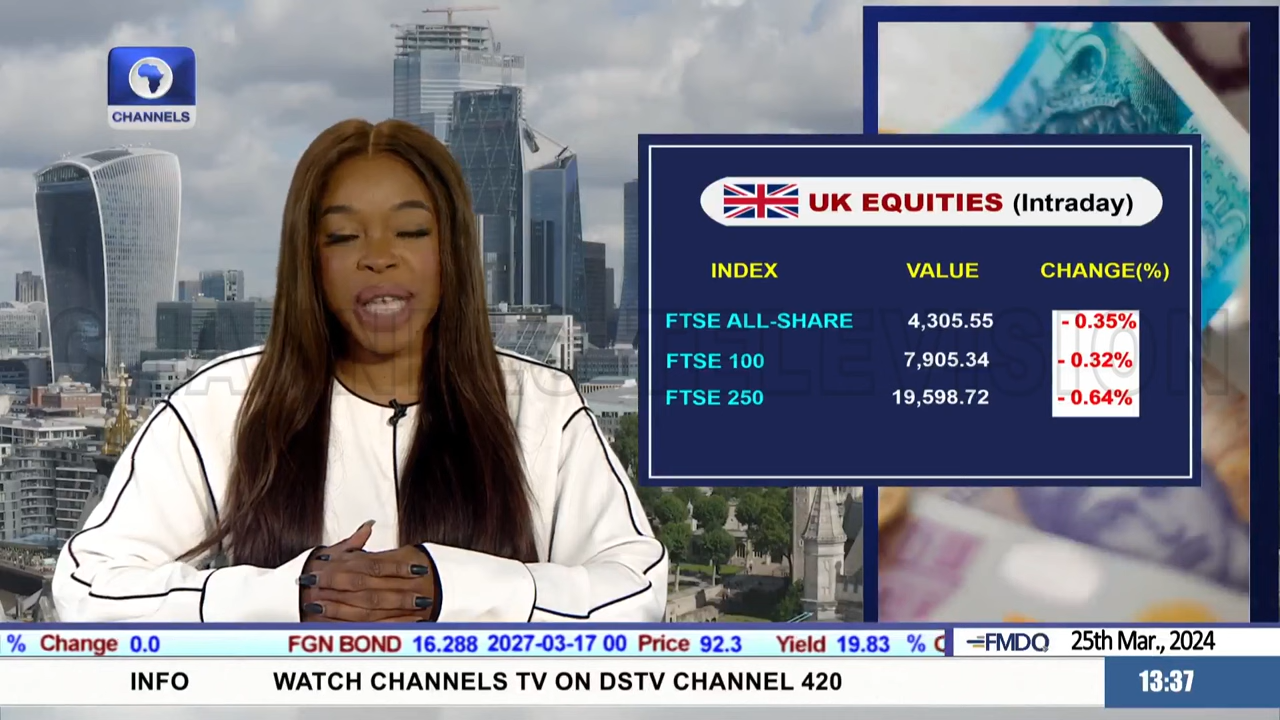 CHANNELS
UK EQUITIES (Intraday)
INDEX VALUE CHANGE(%)
FTSE ALL-SHARE 4,305.55 - 0.35%
FTSE 100 7,905.34 - 0.32%
FTSE 250 19,598.72 - 0.64%
CHANNELS TELEVISION
% Change 0.0 FGN BOND 16.288 2027-03-17 00 Price 92.3 Yield 19.83 % C
FMDQ 25th Mar., 2024
INFO WATCH CHANNELS TV ON DSTV CHANNEL 420
13:37